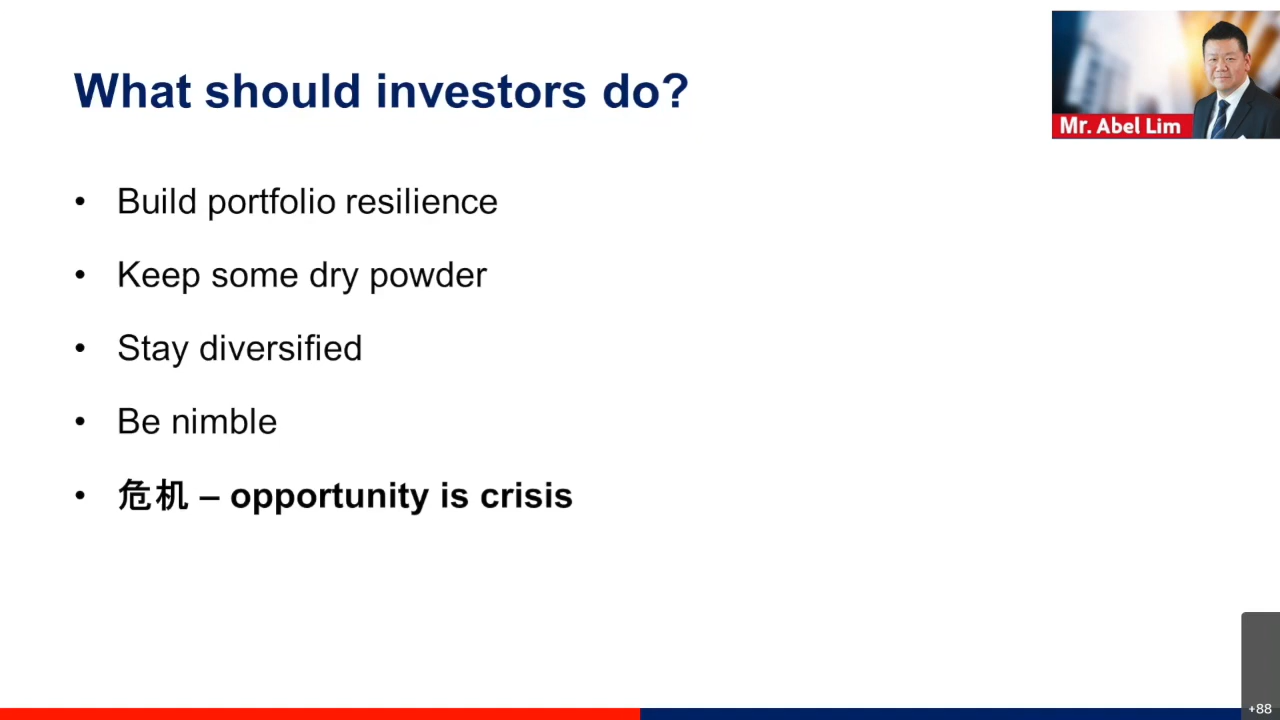 What should investors do?
Mr. Abel Lim
• Build portfolio resilience
• Keep some dry powder
• Stay diversified
• Be nimble
• 危机 – opportunity is crisis
+88